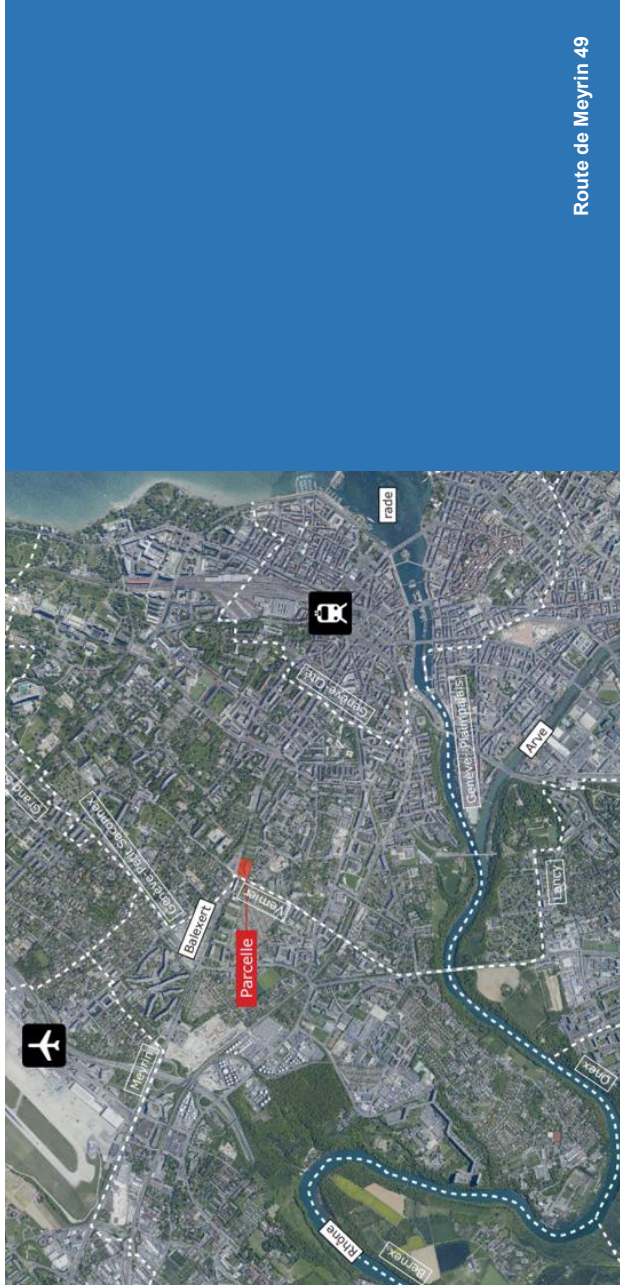 Meyrin
Genève-Petit-Saconnex
Balexert
Parcelle
Vernier
Genève-Cité
rade
Rhône
Bernex
Genève-Plainpalais
Arve
Lancy
Onex
Route de Meyrin 49